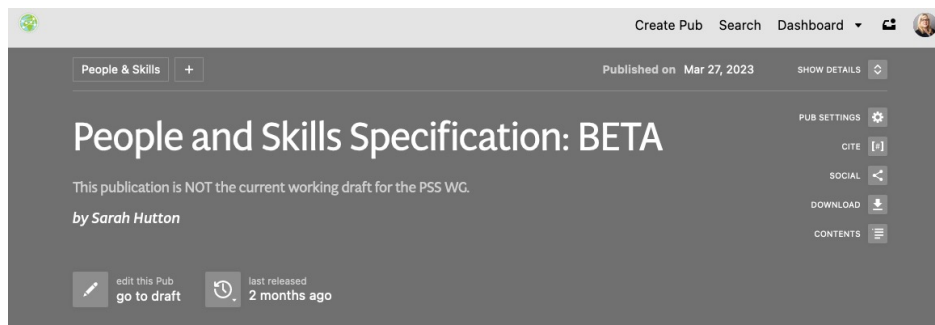 Create Pub Search Dashboard
People & Skills +
Published on Mar 27, 2023
SHOW DETAILS
PUB SETTINGS
People and Skills Specification: BETA
CITE [#]
SOCIAL
This publication is NOT the current working draft for the PSS WG.
DOWNLOAD
by Sarah Hutton
CONTENTS
edit this Pub
go to draft
last released
2 months ago